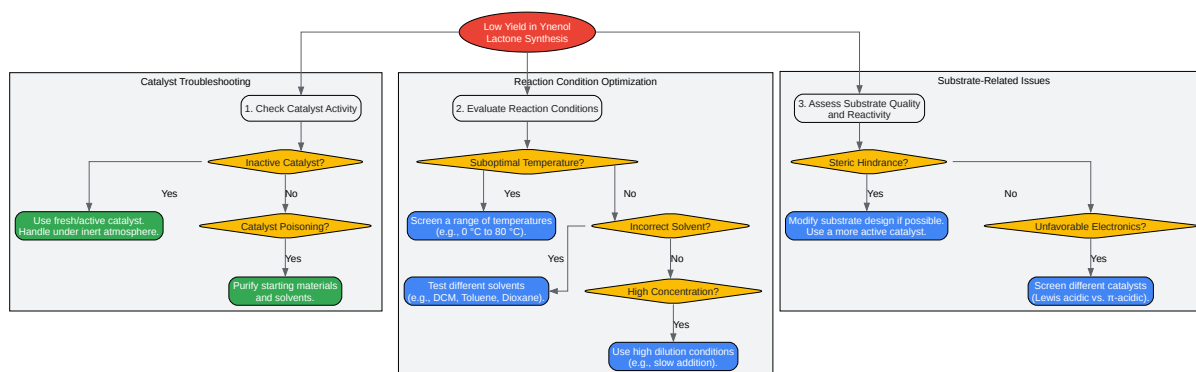 Low Yield in Ynenol
Lactone Synthesis
Catalyst Troubleshooting
1. Check Catalyst Activity
Inactive Catalyst?
Yes
No
Use fresh/active catalyst.
Handle under inert atmosphere.
Catalyst Poisoning?
Yes
Purify starting materials
and solvents.
Reaction Condition Optimization
2. Evaluate Reaction Conditions
Suboptimal Temperature?
Yes
No
Screen a range of temperatures
(e.g., 0 °C to 80 °C).
Incorrect Solvent?
Yes
No
Test different solvents
(e.g., DCM, Toluene, Dioxane).
High Concentration?
Yes
Use high dilution conditions
(e.g., slow addition).
Substrate-Related Issues
3. Assess Substrate Quality
and Reactivity
Steric Hindrance?
Yes
No
Modify substrate design if possible.
Use a more active catalyst.
Unfavorable Electronics?
Yes
Screen different catalysts
(Lewis acidic vs. π-acidic).